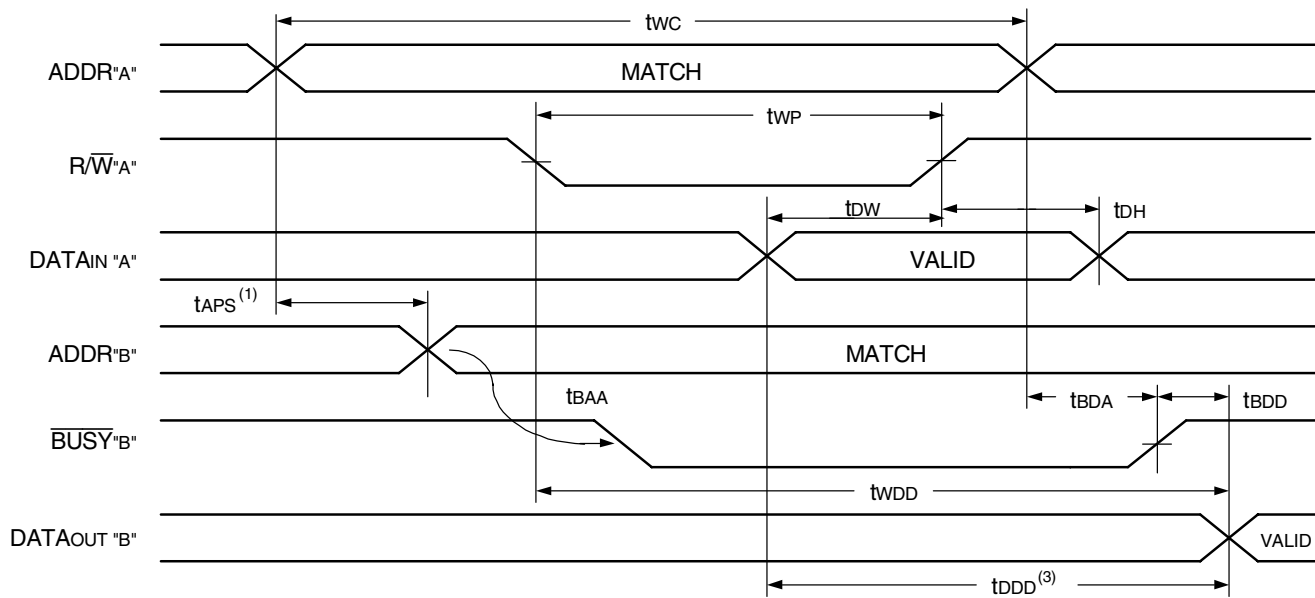 tWC
ADDR"A" MATCH
tWP
R/W̅"A"
tDW tDH
DATAIN "A" VALID
tAPS(1)
ADDR"B" MATCH
tBAA tBDA tBDD
B̅U̅S̅Y̅"B"
tWDD
DATAOUT "B" VALID
tDDD(3)